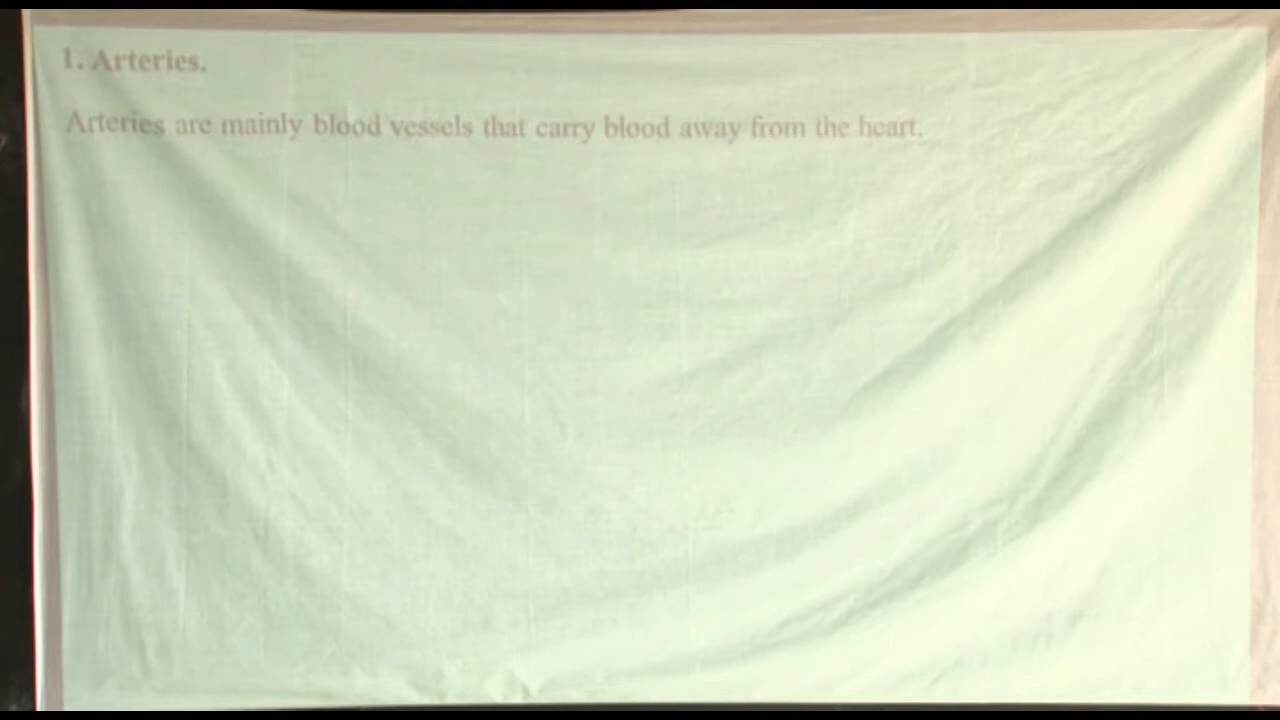 1. Arteries.
Arteries are mainly blood vessels that carry blood away from the heart.